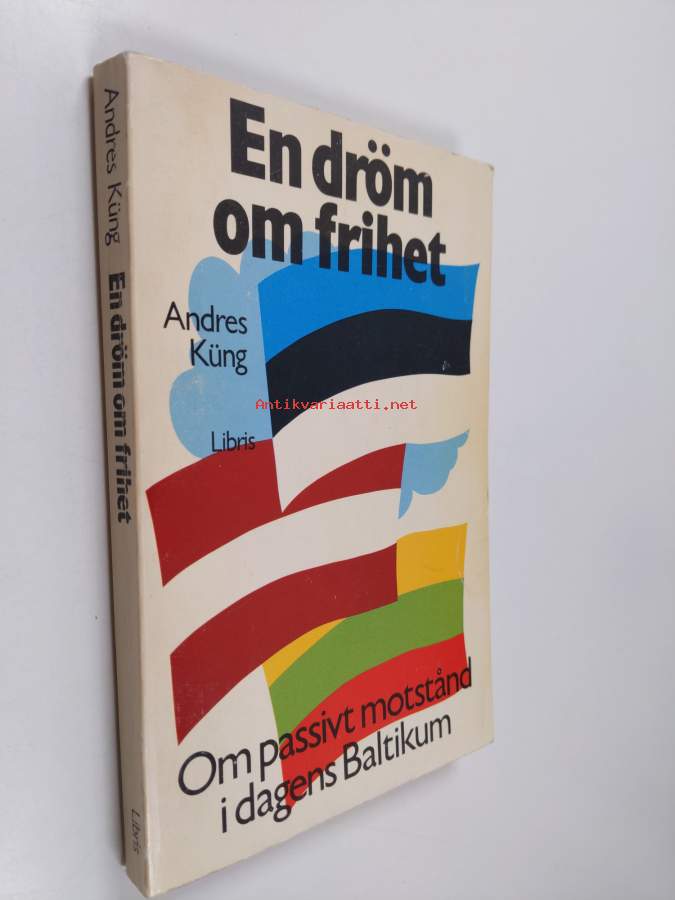 Andres Küng
En dröm om frihet
Libris
En dröm
om frihet
Andres
Küng
Antikvariaatti.net
Libris
Om passivt motstånd
i dagens Baltikum